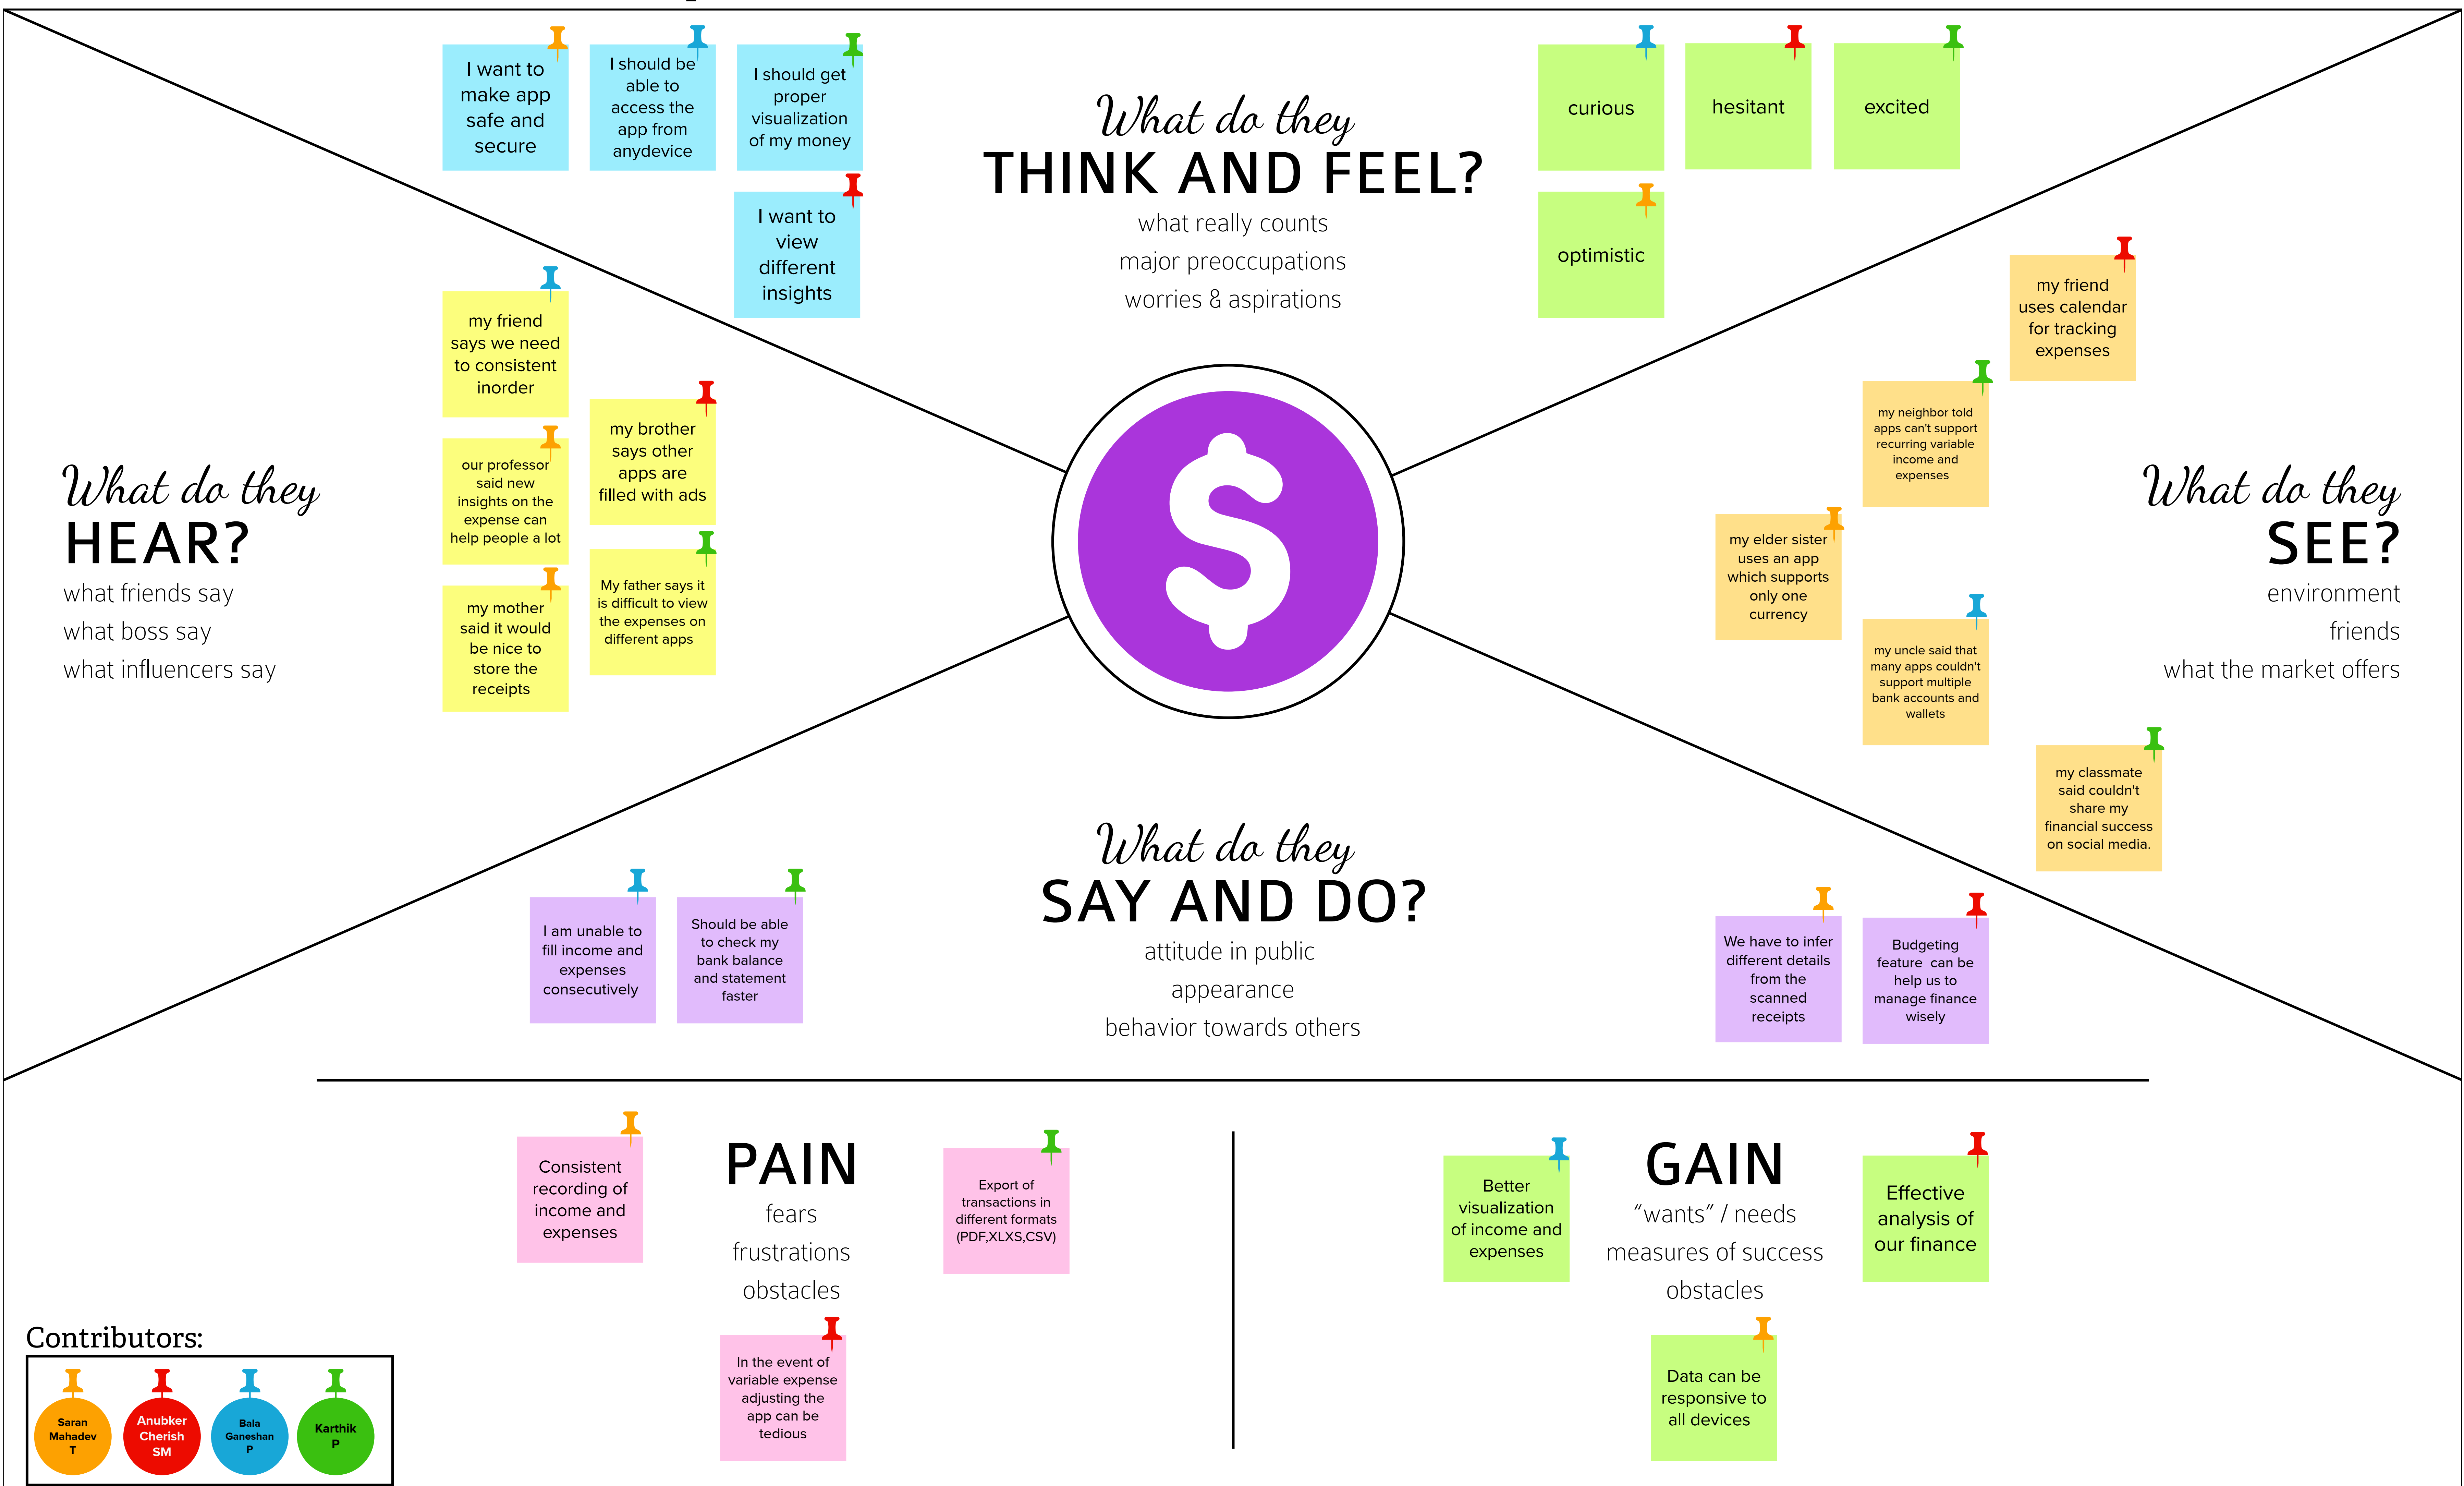 I want to
make app
safe and
secure
I should be
able to
access the
app from
anydevice
I should get
proper
visualization
of my money
I want to
view
different
insights
What do they
THINK AND FEEL?
what really counts
major preoccupations
worries & aspirations
curious
hesitant
excited
optimistic
What do they
HEAR?
what friends say
what boss say
what influencers say
my friend
says we need
to consistent
inorder
our professor
said new
insights on the
expense can
help people a lot
my mother
said it would
be nice to
store the
receipts
my brother
says other
apps are
filled with ads
My father says it
is difficult to view
the expenses on
different apps
my friend
uses calendar
for tracking
expenses
my neighbor told
apps can't support
recurring variable
income and
expenses
my elder sister
uses an app
which supports
only one
currency
my uncle said that
many apps couldn't
support multiple
bank accounts and
wallets
my classmate
said couldn't
share my
financial success
on social media.
What do they
SEE?
environment
friends
what the market offers
I am unable to
fill income and
expenses
consecutively
Should be able
to check my
bank balance
and statement
faster
What do they
SAY AND DO?
attitude in public
appearance
behavior towards others
We have to infer
different details
from the
scanned
receipts
Budgeting
feature can be
help us to
manage finance
wisely
Consistent
recording of
income and
expenses
PAIN
fears
frustrations
obstacles
Export of
transactions in
different formats
(PDF,XLXS,CSV)
In the event of
variable expense
adjusting the
app can be
tedious
Better
visualization
of income and
expenses
GAIN
“wants” / needs
measures of success
obstacles
Effective
analysis of
our finance
Data can be
responsive to
all devices
Contributors:
Saran
Mahadev
T
Anubker
Cherish
SM
Bala
Ganeshan
P
Karthik
P